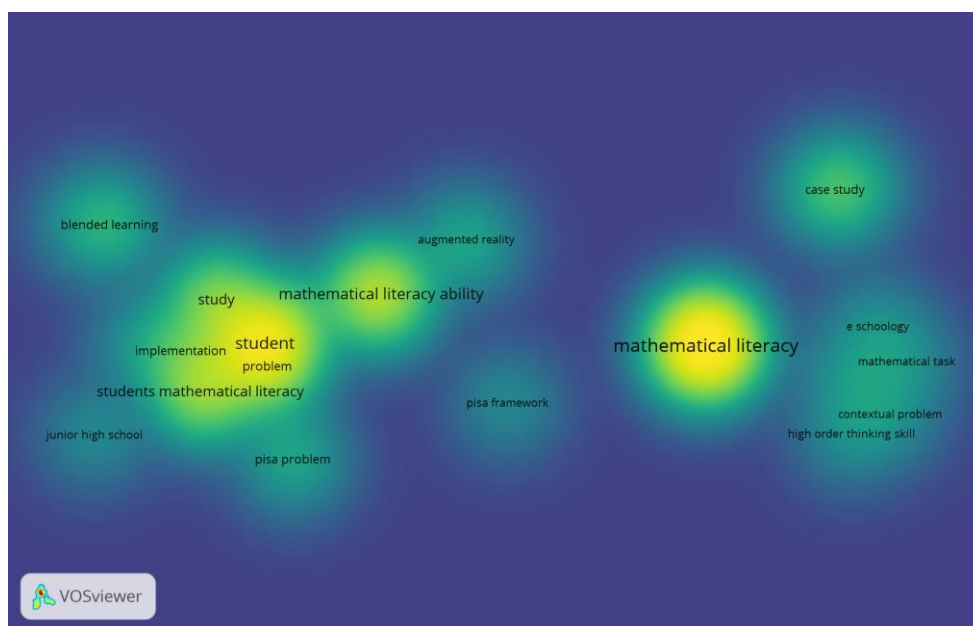 case study
blended learning
augmented reality
mathematical literacy ability
study
e schoology
student
mathematical literacy
implementation
mathematical task
problem
students mathematical literacy
pisa framework
contextual problem
junior high school
high order thinking skill
pisa problem
VOSviewer